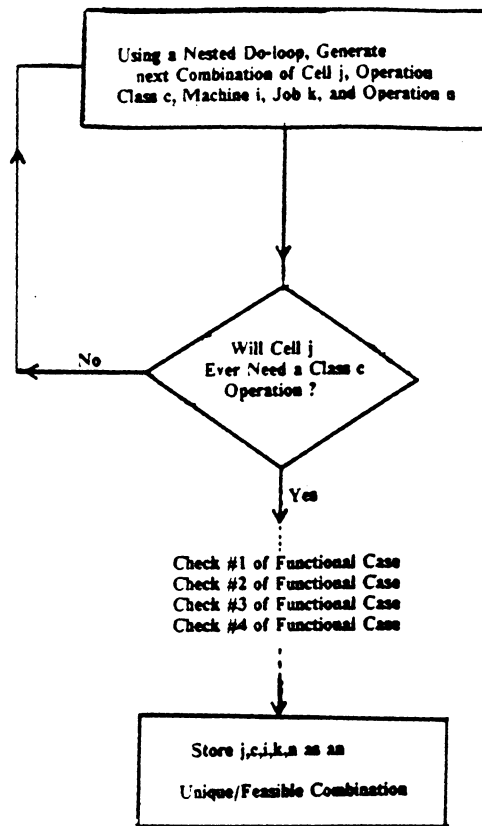 Using a Nested Do-loop, Generate
next Combination of Cell j, Operation
Class c, Machine i, Job k, and Operation n
Will Cell j
Ever Need a Class c
Operation ?
No
Yes
Check #1 of Functional Case
Check #2 of Functional Case
Check #3 of Functional Case
Check #4 of Functional Case
Store j,c,i,k,n as an
Unique/Feasible Combination